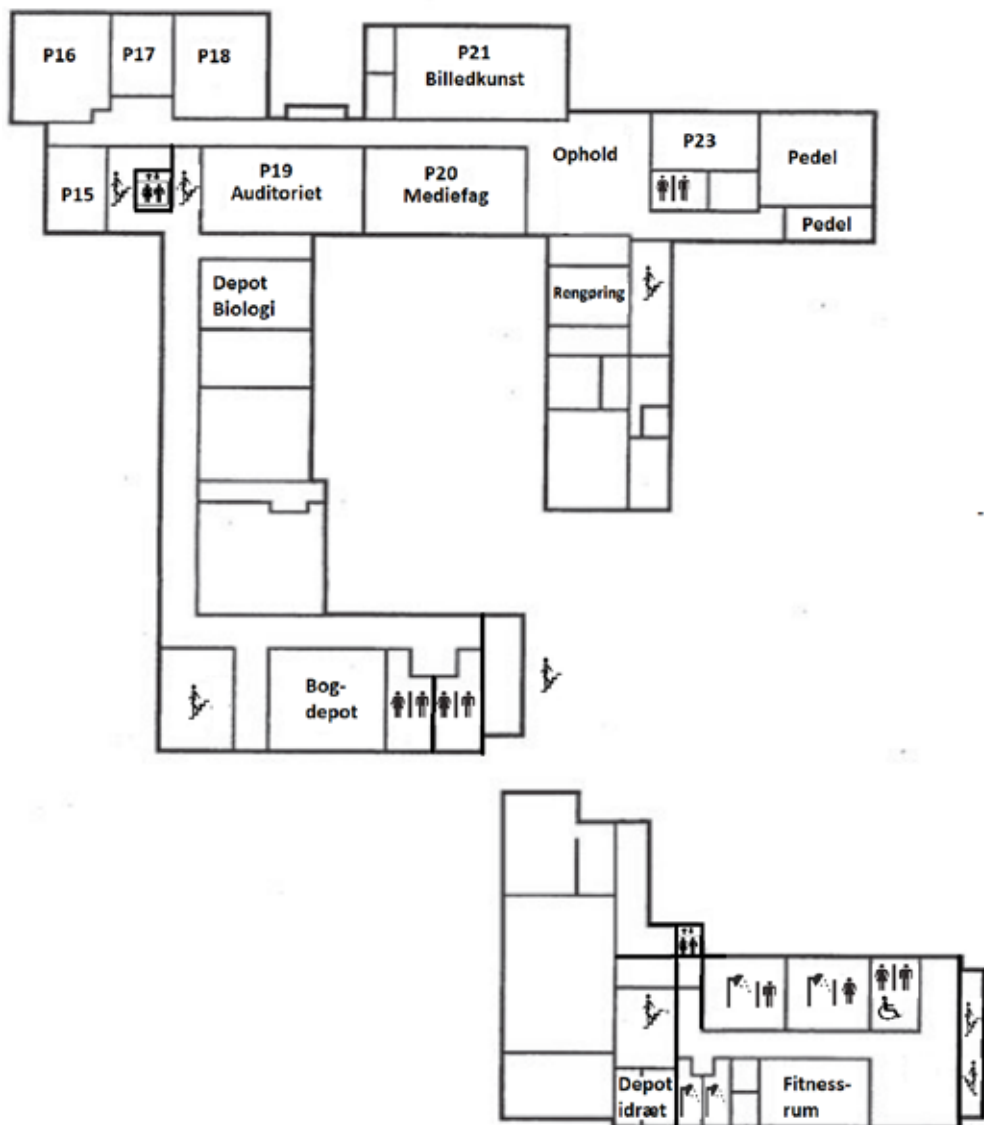 P16
P17
P18
P21
Billedkunst
P15
P19
Auditoriet
P20
Mediefag
Ophold
P23
Pedel
Pedel
Depot
Biologi
Rengøring
Bog-
depot
Depot
idræt
Fitness-
rum